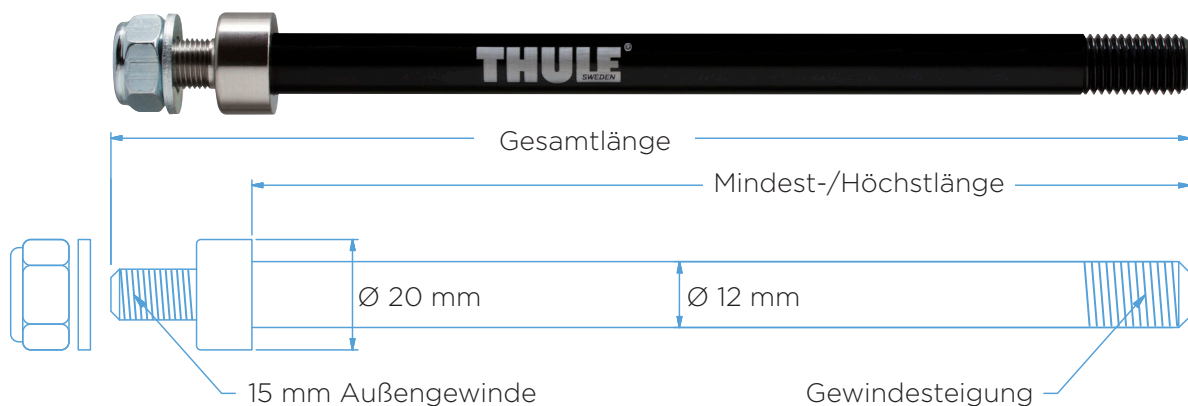 THULE®
SWEDEN
Gesamtlänge
Mindest-/Höchstlänge
Ø 20 mm
Ø 12 mm
15 mm Außengewinde
Gewindesteigung